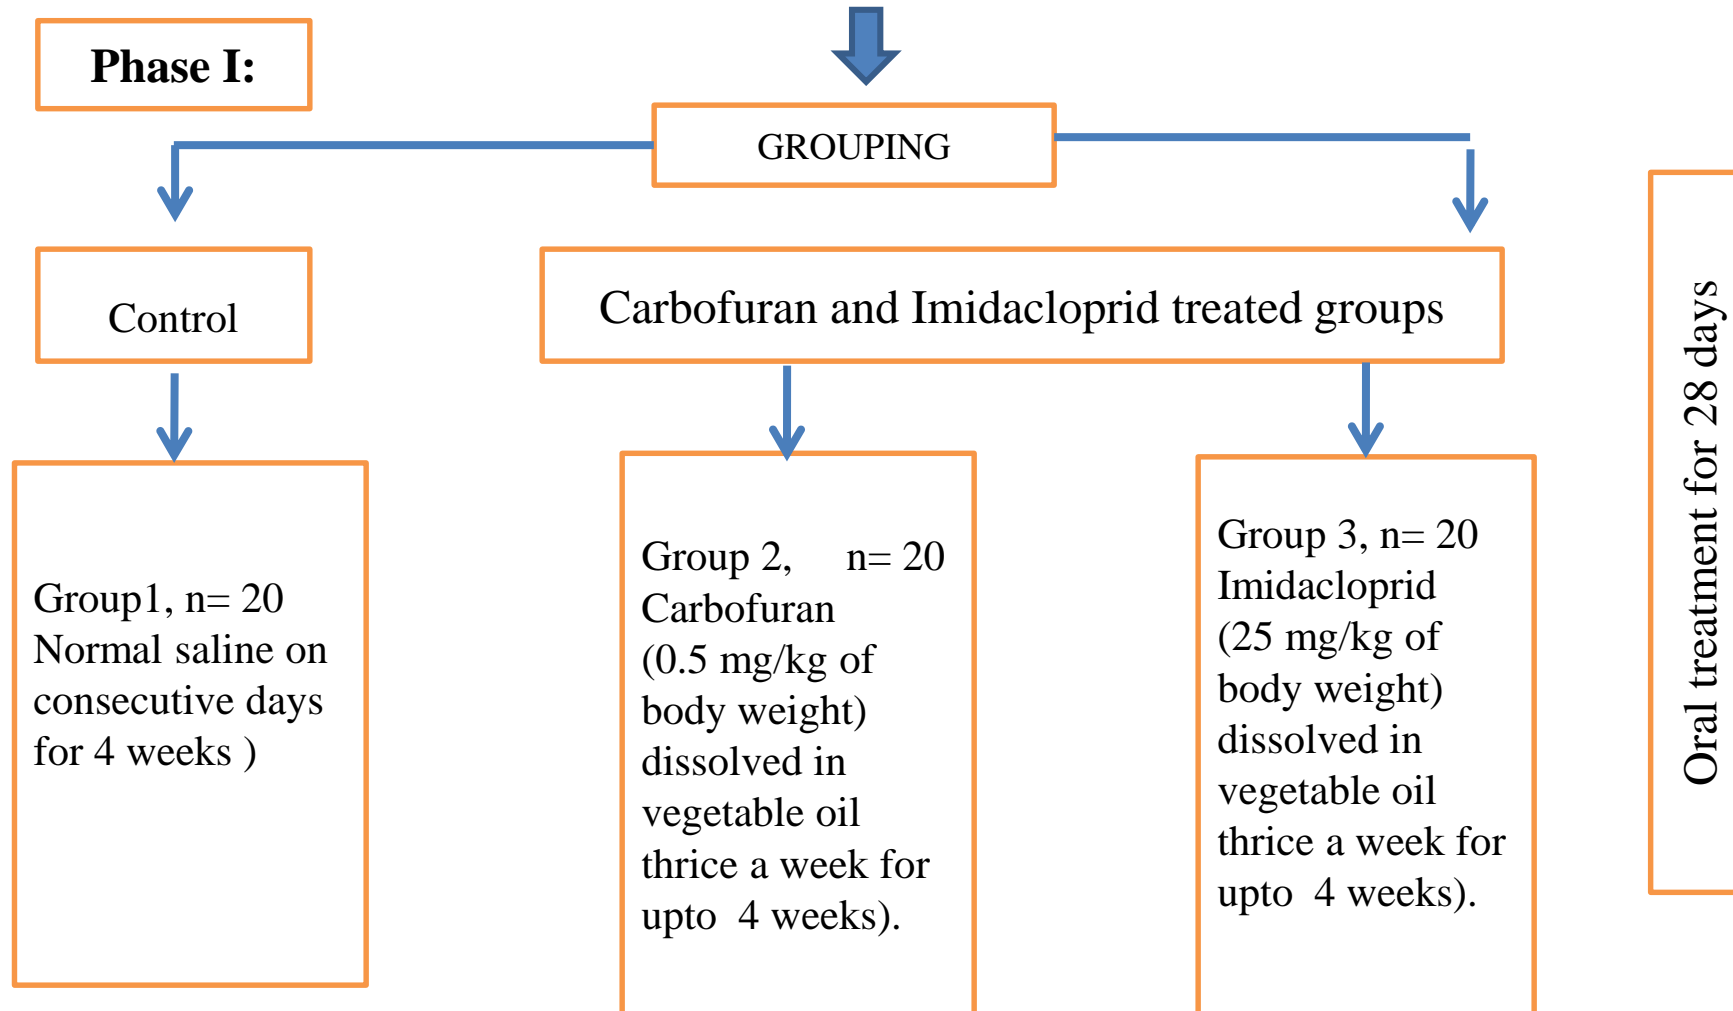 Phase I:
GROUPING
Control
Carbofuran and Imidacloprid treated groups
Group1, n= 20
Normal saline on
consecutive days
for 4 weeks )
Group 2,     n= 20
Carbofuran
(0.5 mg/kg of
body weight)
dissolved in
vegetable oil
thrice a week for
upto  4 weeks).
Group 3, n= 20
Imidacloprid
(25 mg/kg of
body weight)
dissolved in
vegetable oil
thrice a week for
upto  4 weeks).
Oral treatment for 28 days